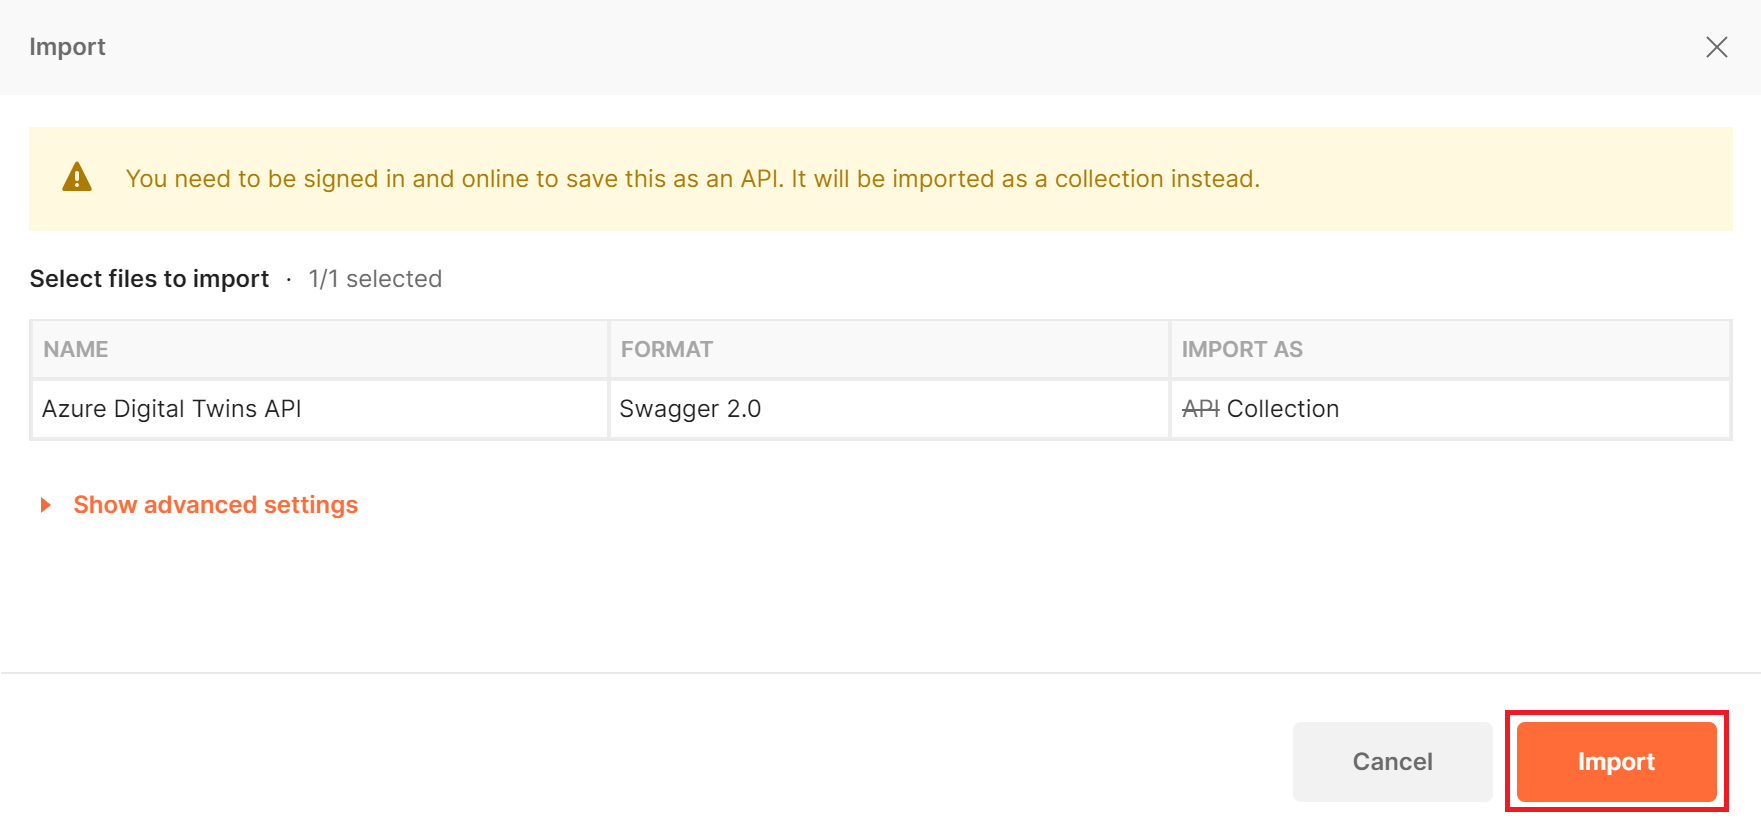 Import
You need to be signed in and online to save this as an API. It will be imported as a collection instead.
Select files to import · 1/1 selected
NAME FORMAT IMPORT AS
Azure Digital Twins API Swagger 2.0 API Collection
Show advanced settings
Cancel Import